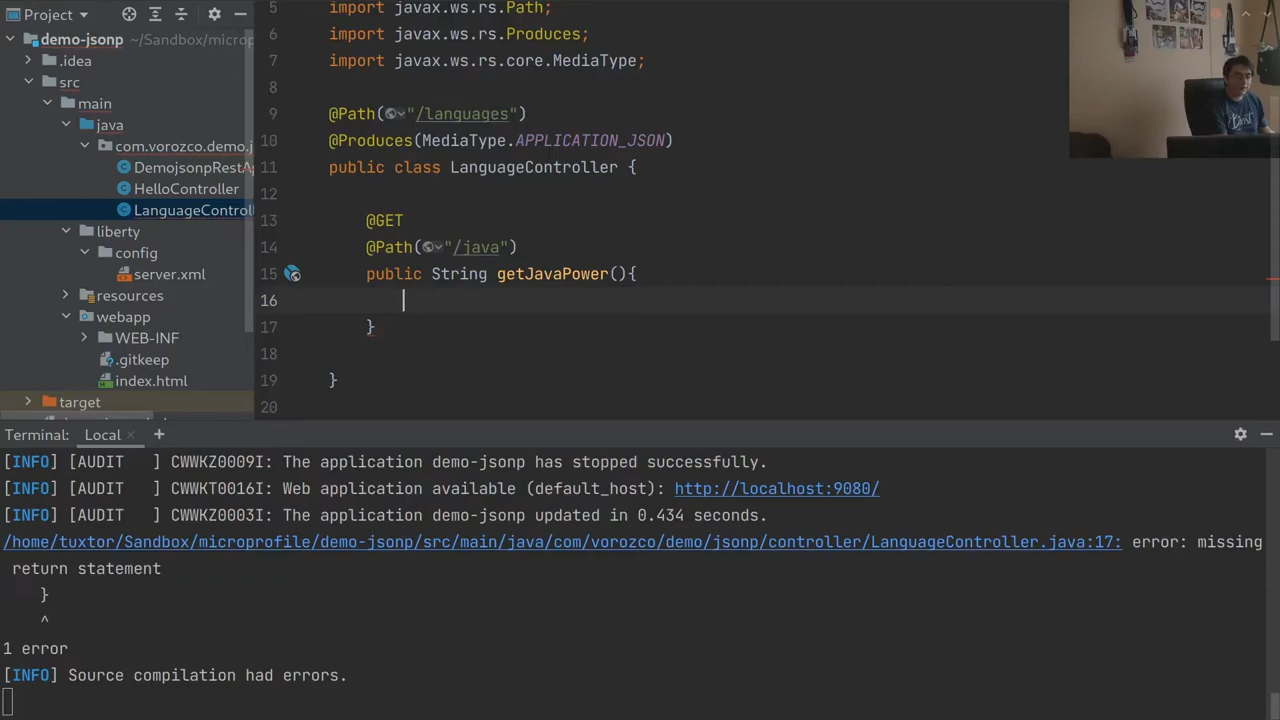 Project
demo-jsonp ~/Sandbox/microp
.idea
src
main
java
com.vorozco.demo.j
DemojsonpRestA
HelloController
LanguageControl
liberty
config
server.xml
resources
webapp
WEB-INF
.gitkeep
index.html
target
5 import javax.ws.rs.Path;
6 import javax.ws.rs.Produces;
7 import javax.ws.rs.core.MediaType;
8
9 @Path("/languages")
10 @Produces(MediaType.APPLICATION_JSON)
11 public class LanguageController {
12
13 @GET
14 @Path("/java")
15 public String getJavaPower(){
16
17 }
18
19 }
20
Terminal: Local
[INFO] [AUDIT   ] CWWKZ0009I: The application demo-jsonp has stopped successfully.
[INFO] [AUDIT   ] CWWKT0016I: Web application available (default_host): http://localhost:9080/
[INFO] [AUDIT   ] CWWKZ0003I: The application demo-jsonp updated in 0.434 seconds.
/home/tuxtor/Sandbox/microprofile/demo-jsonp/src/main/java/com/vorozco/demo/jsonp/controller/LanguageController.java:17: error: missing
return statement
}
^
1 error
[INFO] Source compilation had errors.